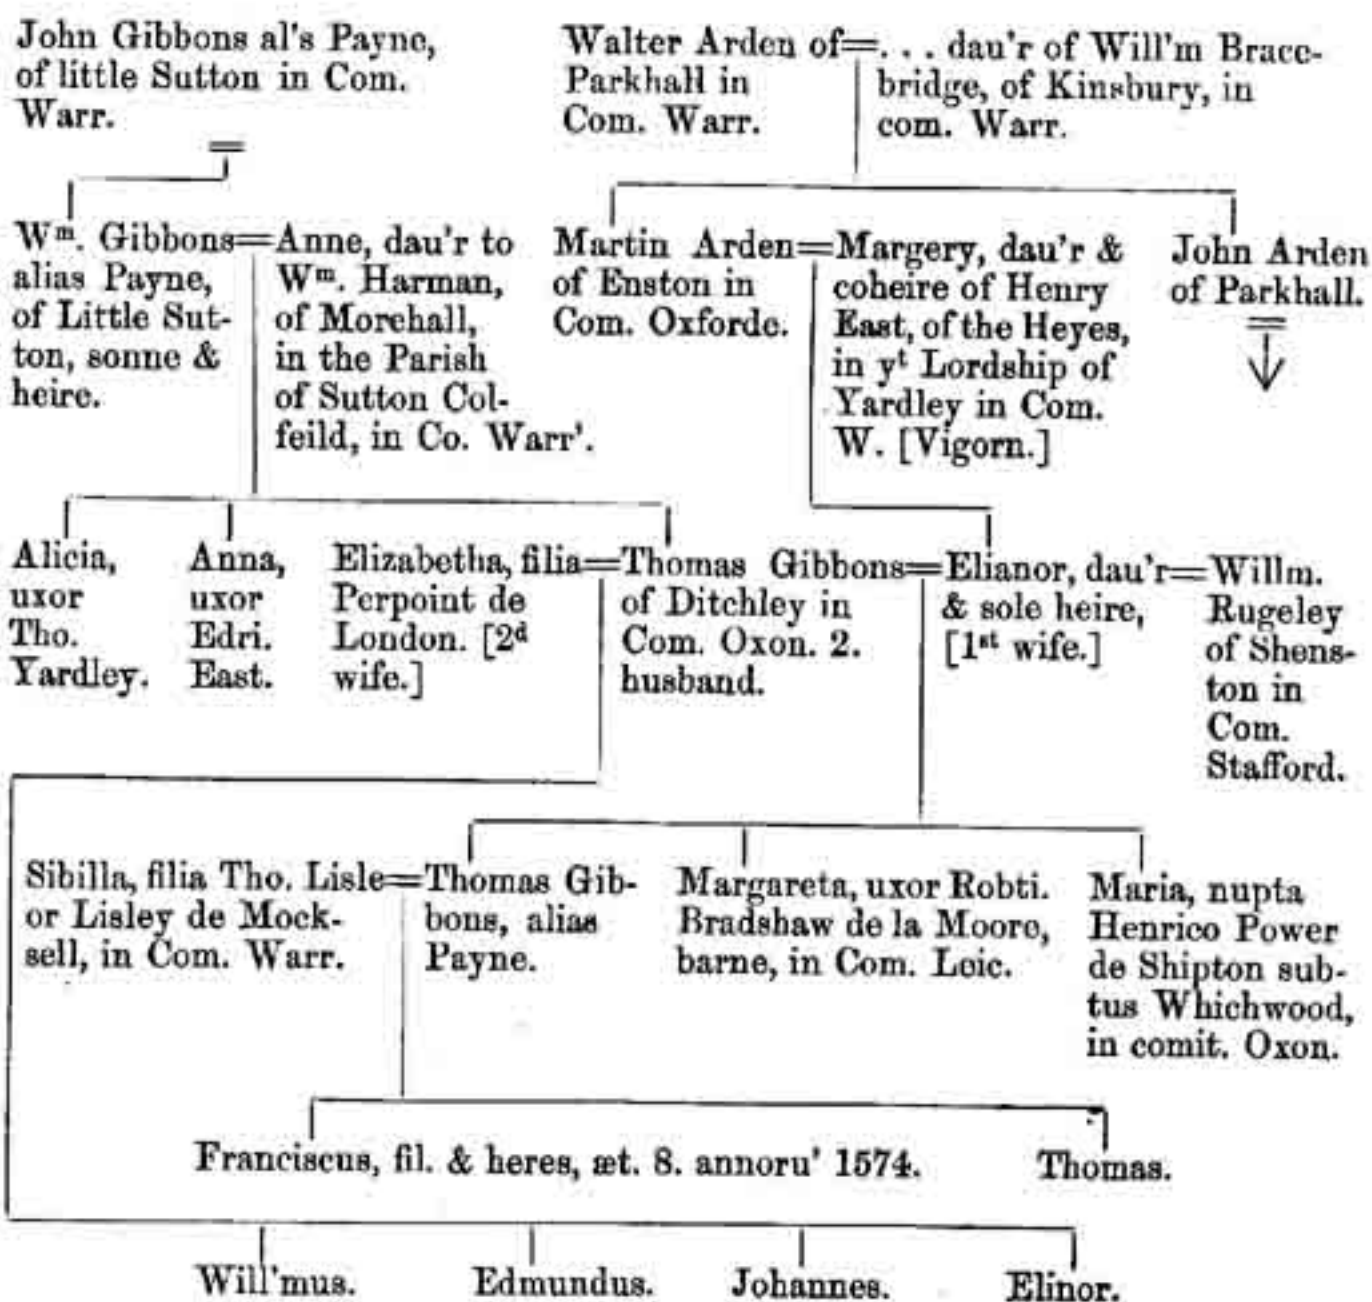 John Gibbons al's Payne,
of little Sutton in Com.
Warr.
Walter Arden of=. . . dau'r of Will'm Brace-
Parkhall in
Com. Warr.
bridge, of Kinsbury, in
com. Warr.
Wm. Gibbons=Anne, dau'r to
alias Payne,
of Little Sut-
ton, sonne &
heire.
Wm. Harman,
of Morehall,
in the Parish
of Sutton Col-
feild, in Co. Warr'.
Martin Arden=Margery, dau'r &
of Enston in
Com. Oxforde.
coheire of Henry
East, of the Heyes,
in yt Lordship of
Yardley in Com.
W. [Vigorn.]
John Arden
of Parkhall.
=
Alicia,
uxor
Tho.
Yardley.
Anna,
uxor
Edri.
East.
Elizabetha, filia=Thomas Gibbons=Elianor, dau'r=Willm.
Perpoint de
London. [2d
wife.]
of Ditchley in
Com. Oxon. 2.
husband.
& sole heire,
[1st wife.]
Rugeley
of Shens-
ton in
Com.
Stafford.
Sibilla, filia Tho. Lisle=Thomas Gib-
or Lisley de Mock-
sell, in Com. Warr.
bons, alias
Payne.
Margareta, uxor Robti.
Bradshaw de la Moore,
barne, in Com. Leic.
Maria, nupta
Henrico Power
de Shipton sub-
tus Whichwood,
in comit. Oxon.
Franciscus, fil. & heres, æt. 8. annoru' 1574.
Thomas.
Will'mus.
Edmundus.
Johannes.
Elinor.